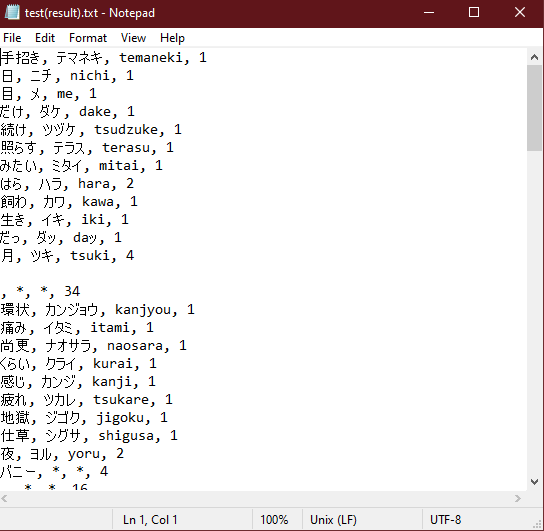 test(result).txt - Notepad
File Edit Format View Help
手招き, テマネキ, temaneki, 1
日, ニチ, nichi, 1
目, メ, me, 1
だけ, ダケ, dake, 1
続け, ツヅケ, tsudzuke, 1
照らす, テラス, terasu, 1
みたい, ミタイ, mitai, 1
はら, ハラ, hara, 2
飼わ, カワ, kawa, 1
生き, イキ, iki, 1
だっ, ダッ, daッ, 1
月, ツキ, tsuki, 4
, *, *, 34
環状, カンジョウ, kanjyou, 1
痛み, イタミ, itami, 1
尚更, ナオサラ, naosara, 1
くらい, クライ, kurai, 1
感じ, カンジ, kanji, 1
疲れ, ツカレ, tsukare, 1
地獄, ジゴク, jigoku, 1
仕草, シグサ, shigusa, 1
夜, ヨル, yoru, 2
バニー, *, *, 4
, *, *, 16
Ln 1, Col 1 100% Unix (LF) UTF-8